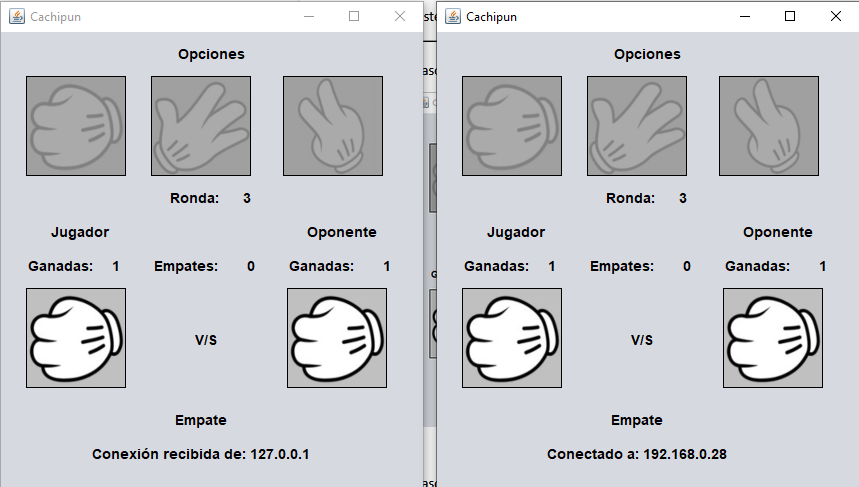 Cachipun
Opciones
Ronda: 3
Jugador Oponente
Ganadas: 1 Empates: 0 Ganadas: 1
V/S
Empate
Conexión recibida de: 127.0.0.1
Cachipun
Opciones
Ronda: 3
Jugador Oponente
Ganadas: 1 Empates: 0 Ganadas: 1
V/S
Empate
Conectado a: 192.168.0.28